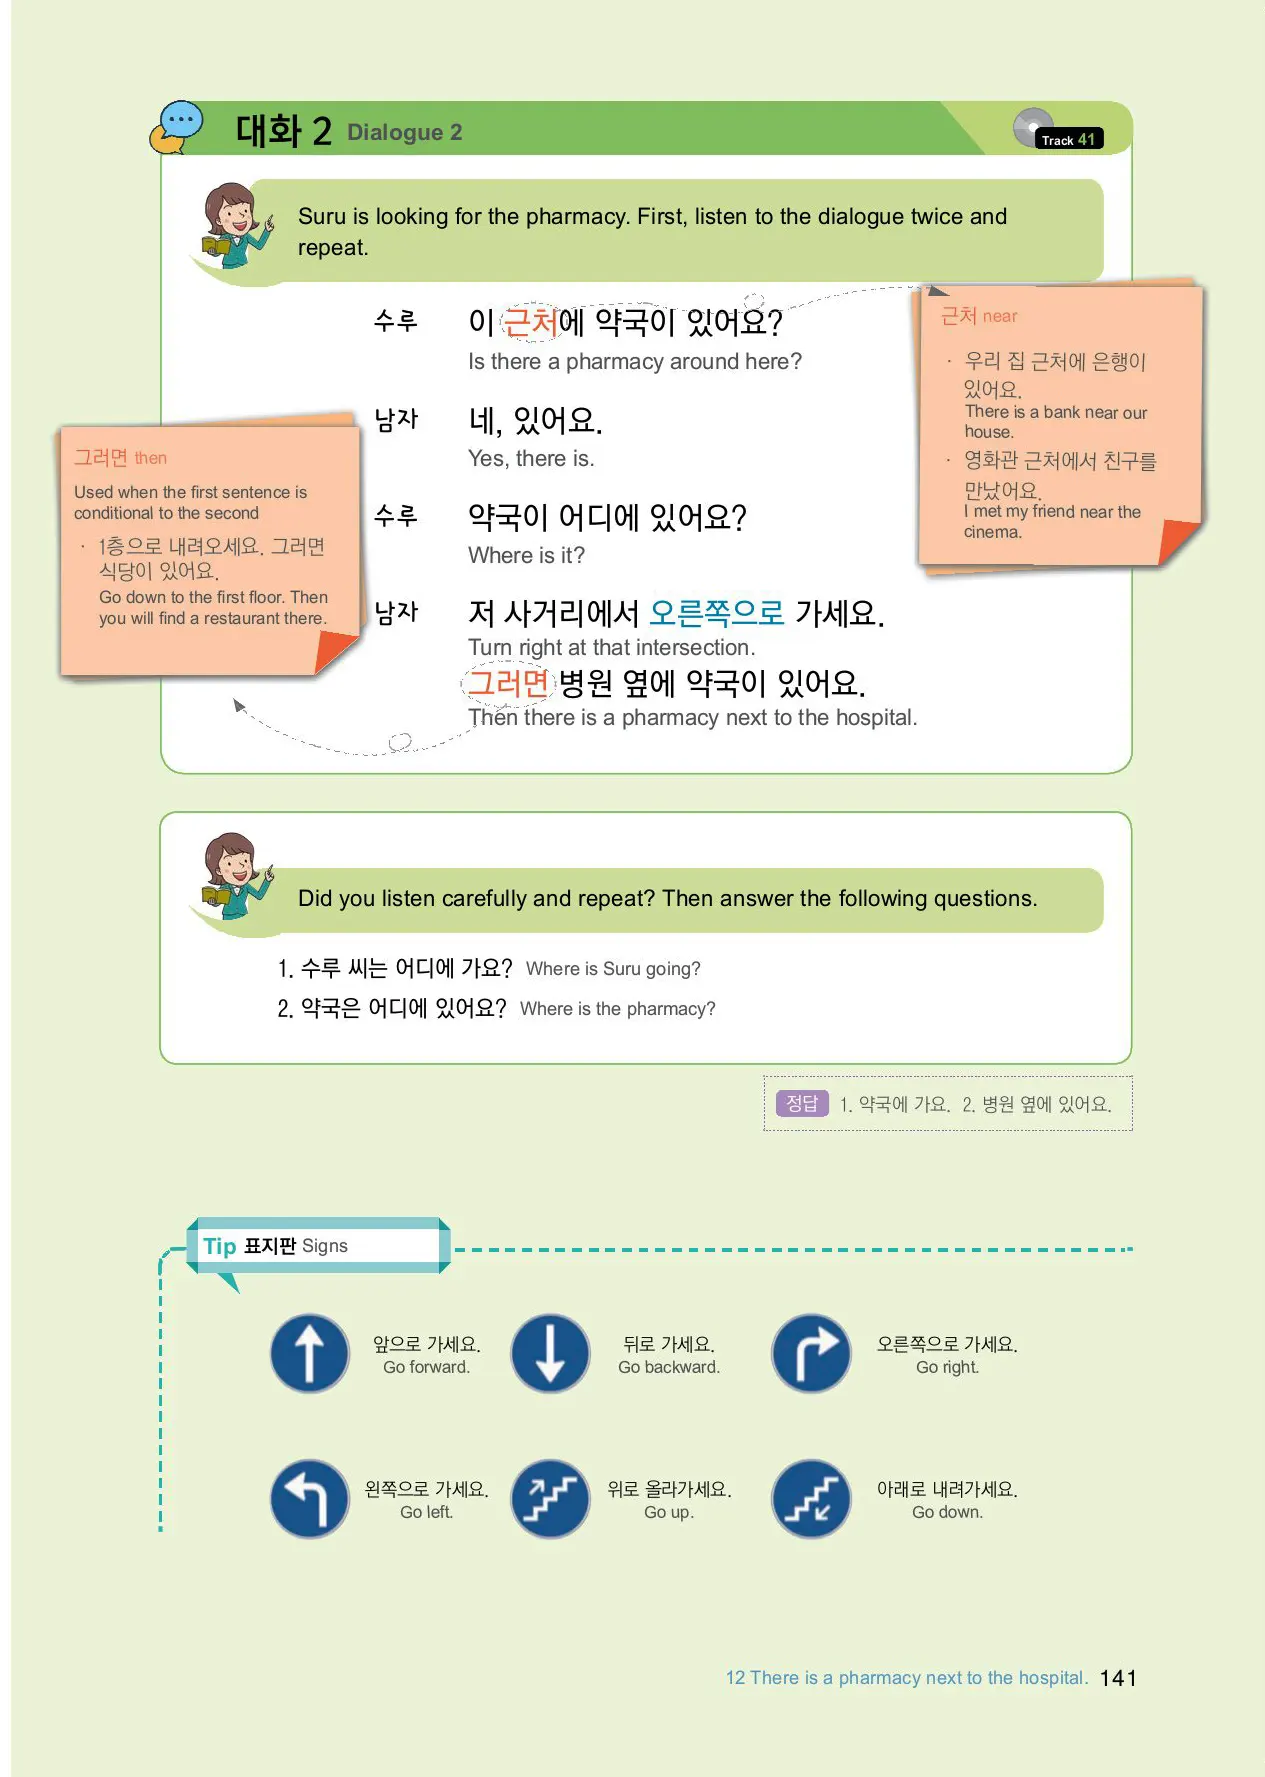 대화 2 Dialogue 2
Track 41
Suru is looking for the pharmacy. First, listen to the dialogue twice and
repeat.
수루 이 근처에 약국이 있어요?
Is there a pharmacy around here?
남자 네, 있어요.
Yes, there is.
수루 약국이 어디에 있어요?
Where is it?
남자 저 사거리에서 오른쪽으로 가세요.
Turn right at that intersection.
그러면 병원 옆에 약국이 있어요.
Then there is a pharmacy next to the hospital.
근처 near
· 우리 집 근처에 은행이
있어요.
There is a bank near our
house.
· 영화관 근처에서 친구를
만났어요.
I met my friend near the
cinema.
그러면 then
Used when the first sentence is
conditional to the second
· 1층으로 내려오세요. 그러면
식당이 있어요.
Go down to the first floor. Then
you will find a restaurant there.
Did you listen carefully and repeat? Then answer the following questions.
1. 수루 씨는 어디에 가요? Where is Suru going?
2. 약국은 어디에 있어요? Where is the pharmacy?
정답 1. 약국에 가요. 2. 병원 옆에 있어요.
Tip 표지판 Signs
앞으로 가세요.
Go forward.
뒤로 가세요.
Go backward.
오른쪽으로 가세요.
Go right.
왼쪽으로 가세요.
Go left.
위로 올라가세요.
Go up.
아래로 내려가세요.
Go down.
12 There is a pharmacy next to the hospital. 141